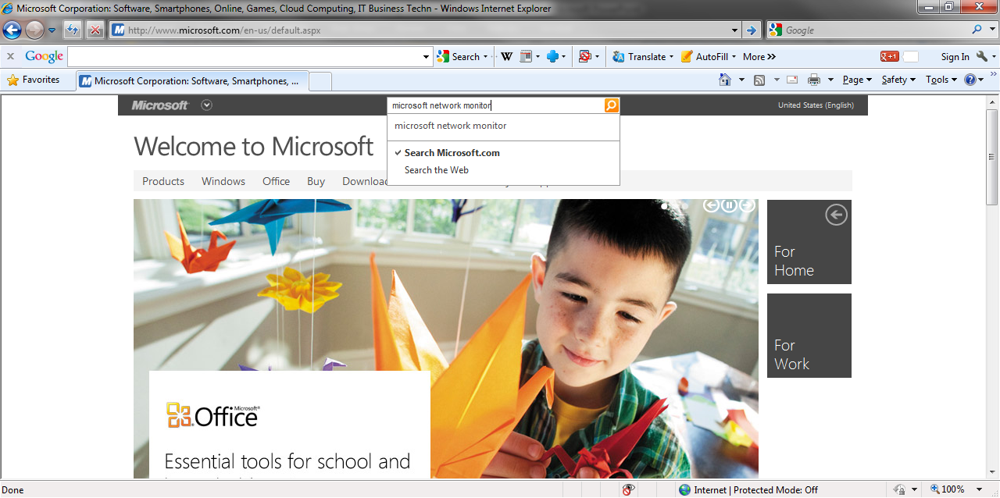 Microsoft Corporation: Software, Smartphones, Online, Games, Cloud Computing, IT Business Techn - Windows Internet Explorer
http://www.microsoft.com/en-us/default.aspx
Google
Google
Search
W
Translate
AutoFill
More »
g +1
Sign In
Favorites
Microsoft Corporation: Software, Smartphones, ...
Page
Safety
Tools
Microsoft
microsoft network monitor
United States (English)
microsoft network monitor
Welcome to Microsoft
Search Microsoft.com
Search the Web
Products
Windows
Office
Buy
Downloa
For
Home
For
Work
Microsoft®
Office
Essential tools for school and
Done
Internet | Protected Mode: Off
100%